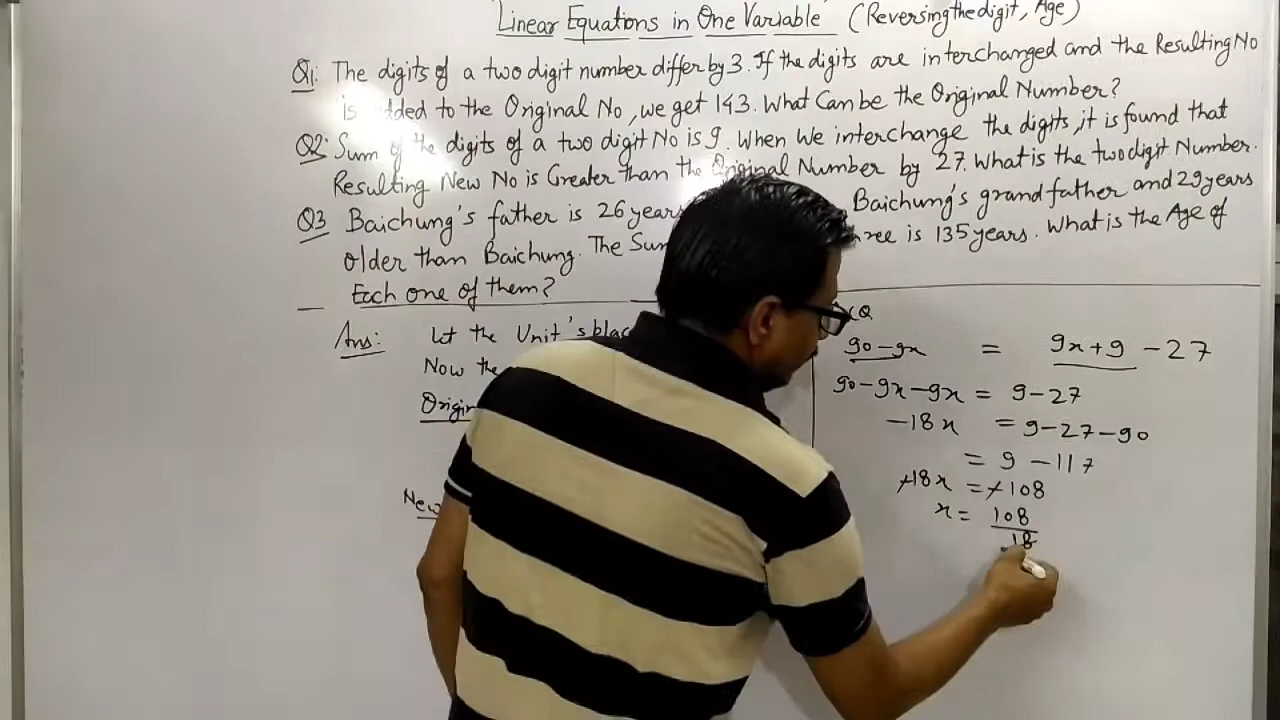 "Linear Equations in One Variable" (Reversing the digit, Age)
Q1: The digits of a two digit number differ by 3. If the digits are interchanged and the Resulting No
is added to the Original No, we get 143. What Can be the Original Number?
Q2: Sum of the digits of a two digit No is 9. When We interchange the digits, it is found that
Resulting New No is Greater than the Original Number by 27. What is the two digit Number.
Q3 Baichung's father is 26 years Baichung's grand father and 29 years
older than Baichung. The Sum is 135 years. What is the Age of
Each one of them?
Ans: Let the Unit's
Now the
New
90-9x = 9x+9-27
90-9x-9x = 9-27
-18x = 9-27-90
= 9-117
-18x = -108
x = 108
18